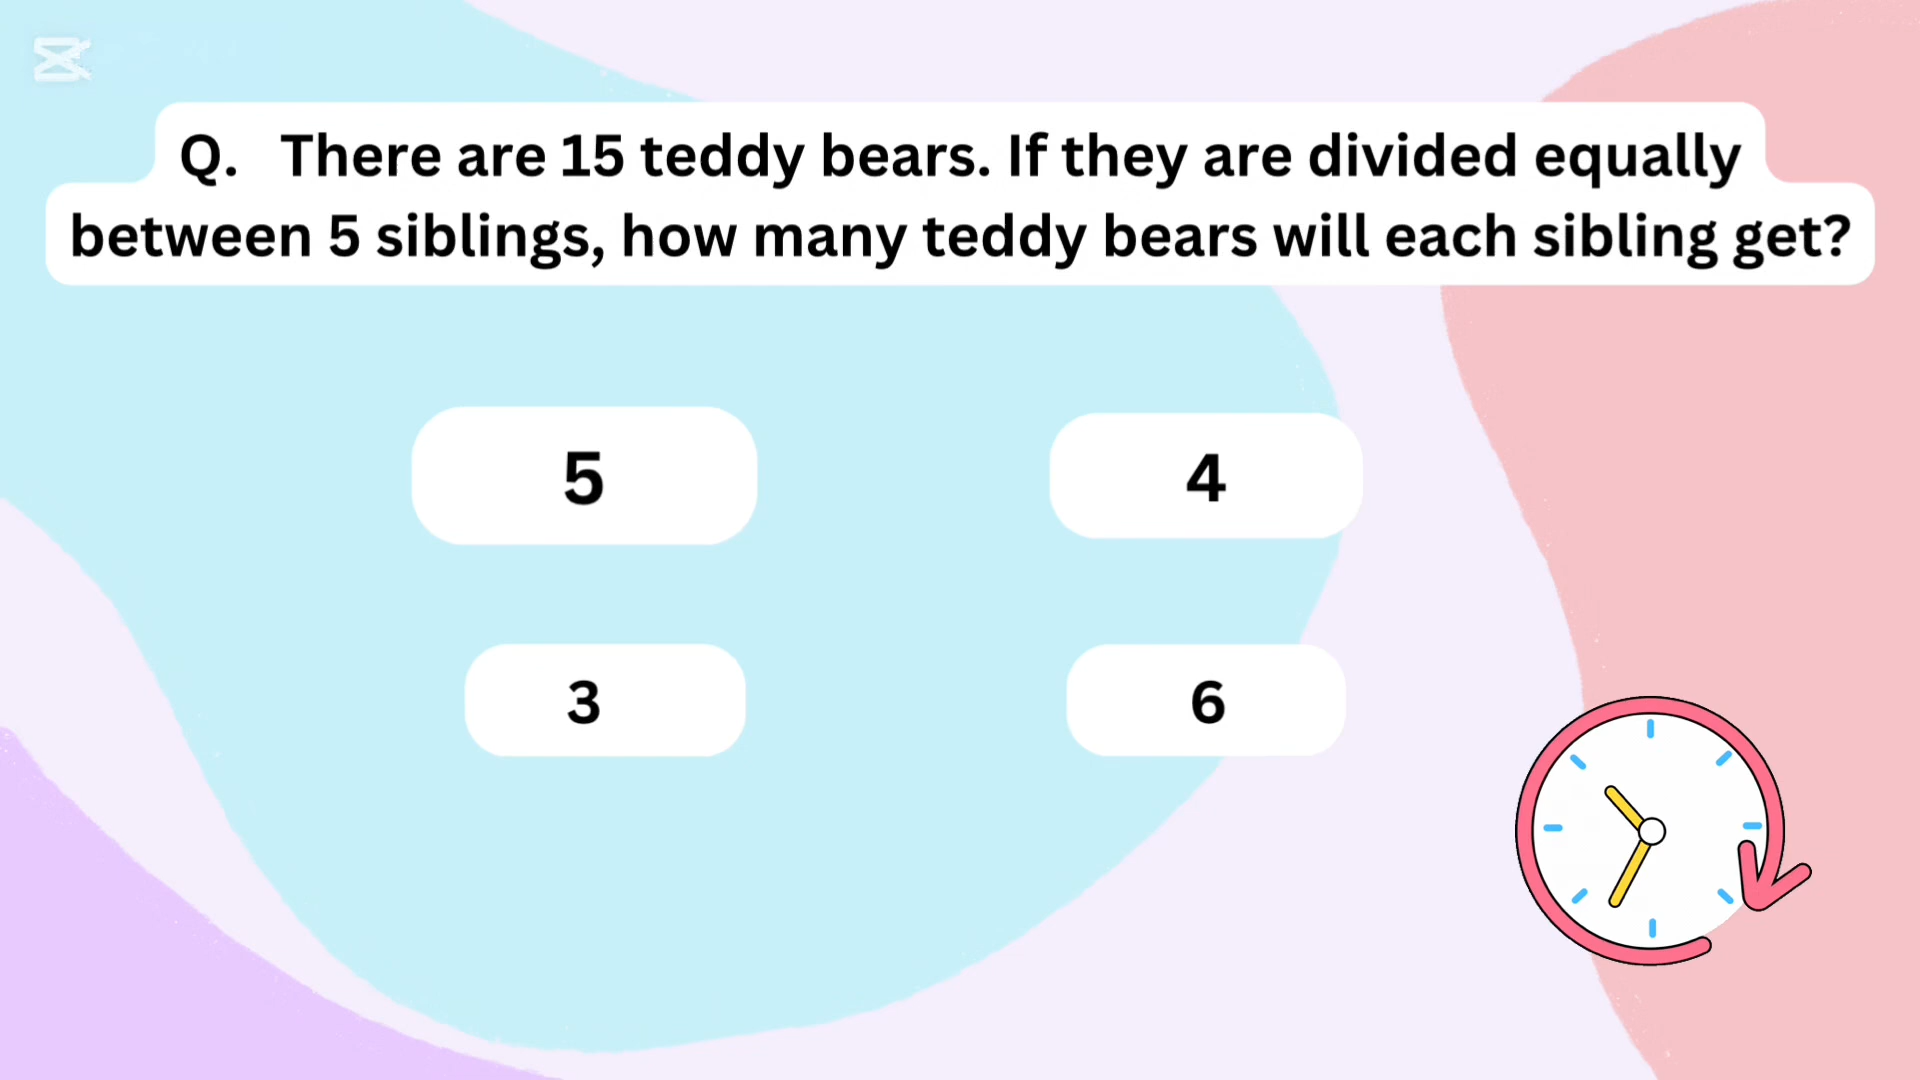 Q. There are 15 teddy bears. If they are divided equally
between 5 siblings, how many teddy bears will each sibling get?
5
4
3
6